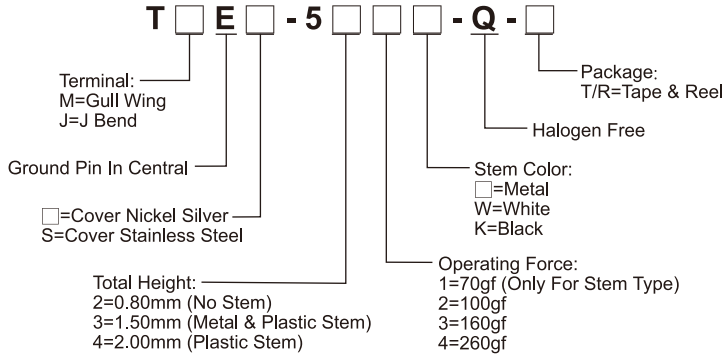 T □ E □ - 5 □ □ □ - Q - □
Terminal:
M=Gull Wing
J=J Bend
Package:
T/R=Tape & Reel
Halogen Free
Ground Pin In Central
Stem Color:
□=Metal
W=White
K=Black
□=Cover Nickel Silver
S=Cover Stainless Steel
Total Height:
2=0.80mm (No Stem)
3=1.50mm (Metal & Plastic Stem)
4=2.00mm (Plastic Stem)
Operating Force:
1=70gf (Only For Stem Type)
2=100gf
3=160gf
4=260gf